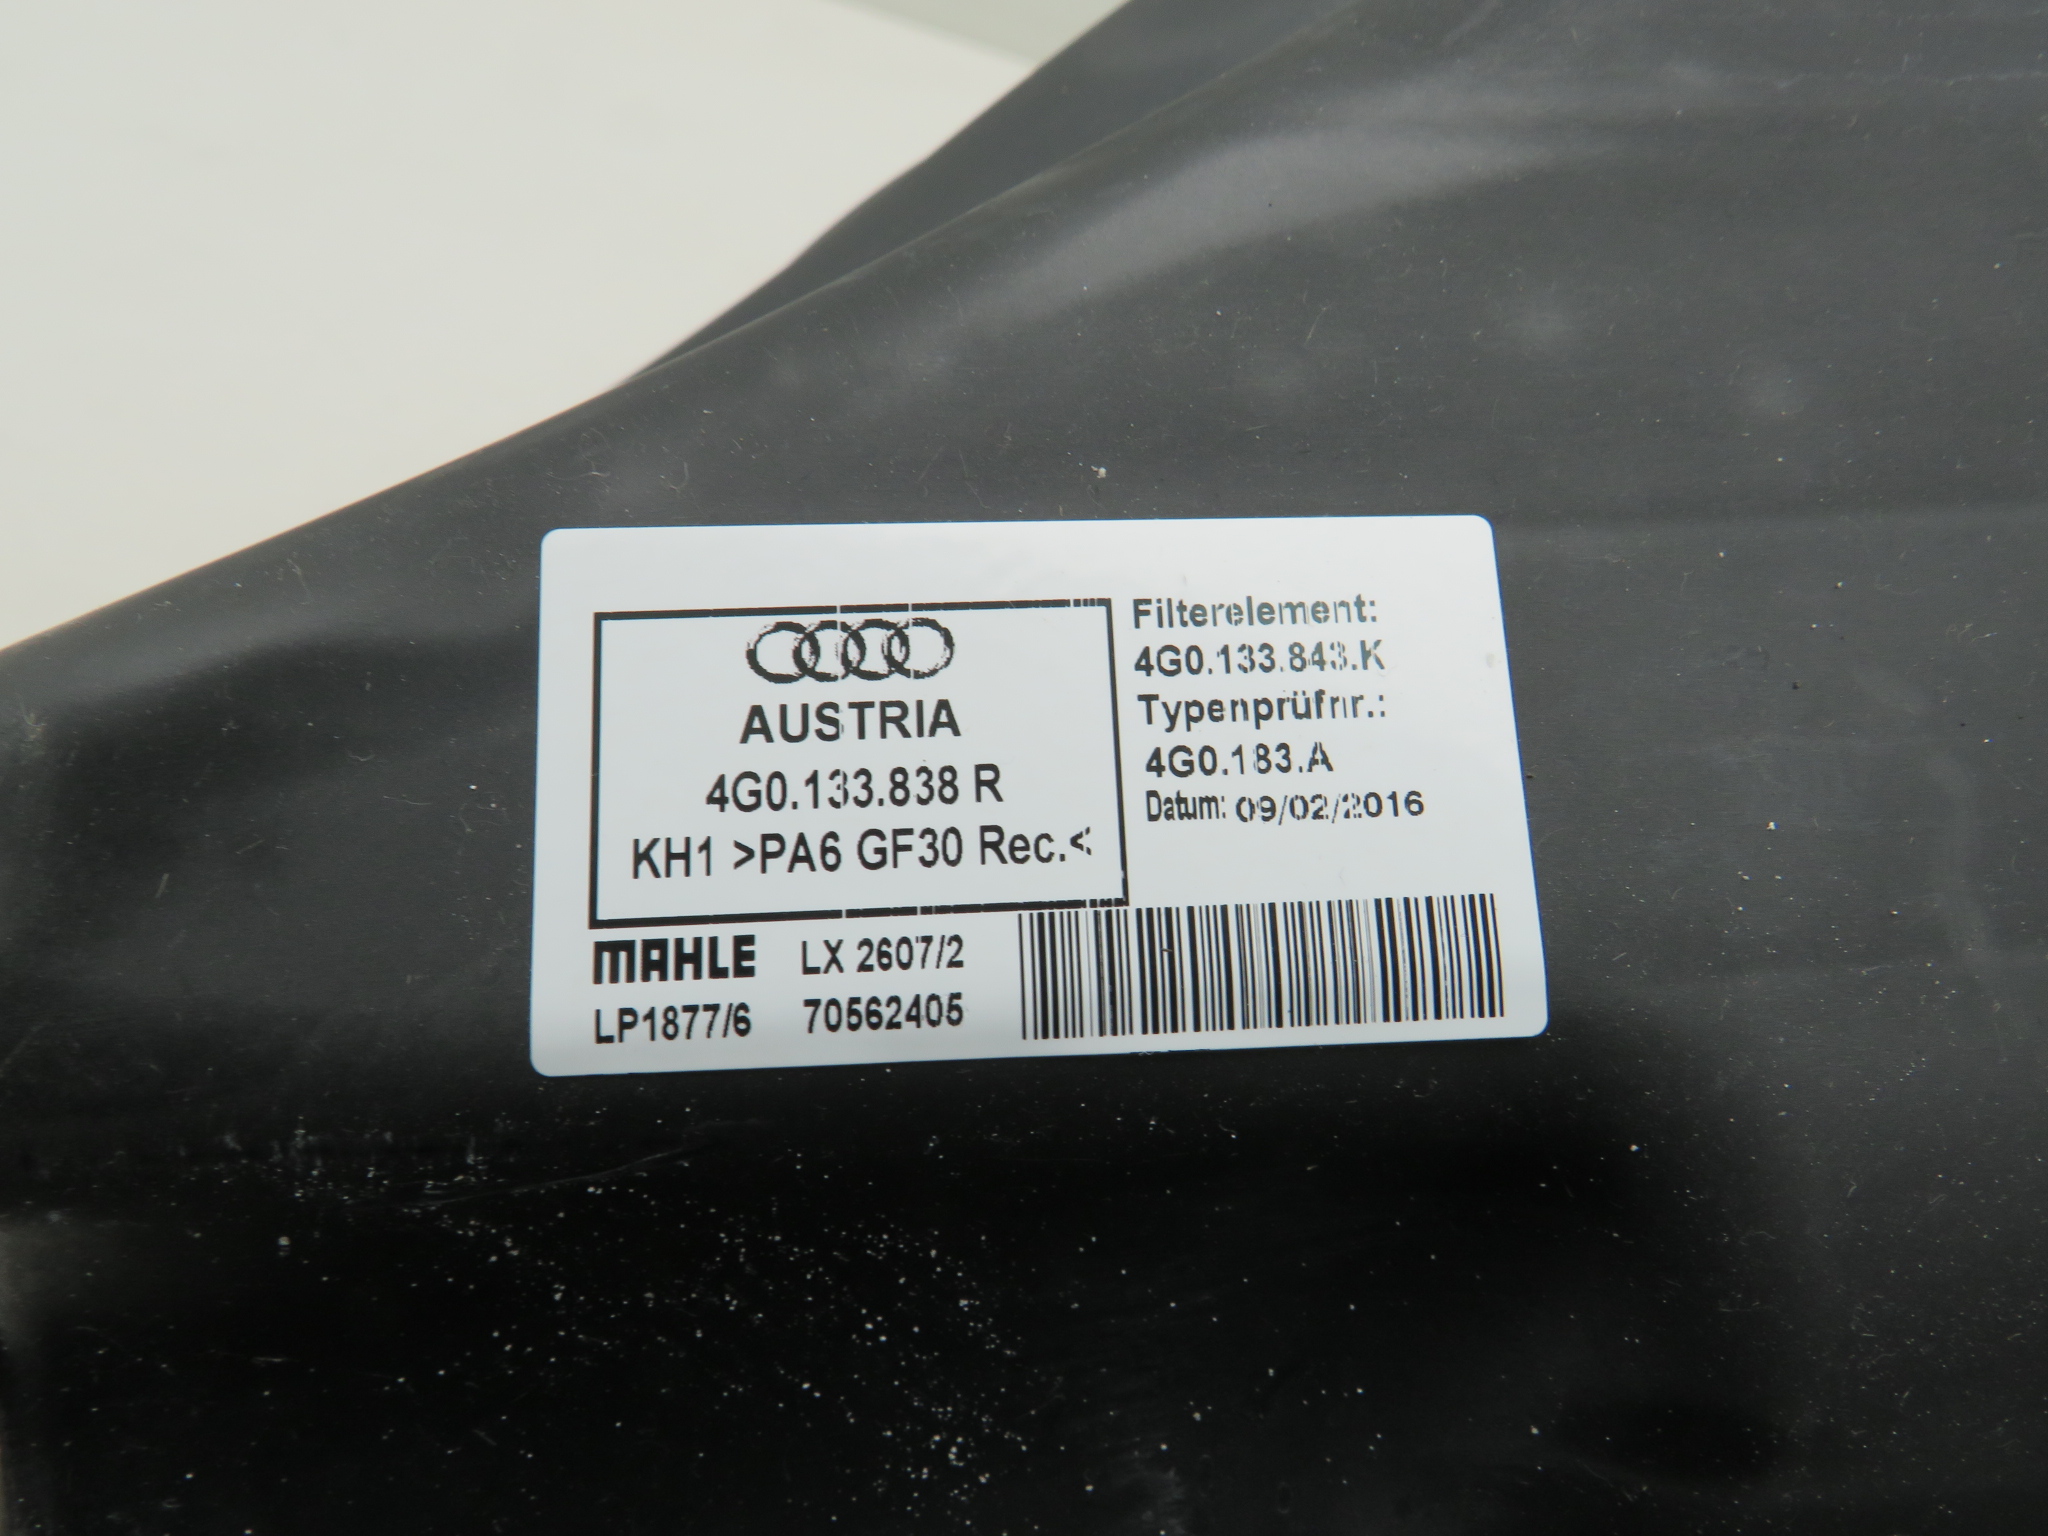 AUSTRIA
4G0.133.838 R
KH1 >PA6 GF30 Rec.<
Filterelement:
4G0.133.843.K
Typenprüfnr.:
4G0.183.A
Datum: 09/02/2016
MAHLE LX 2607/2
LP1877/6 70562405